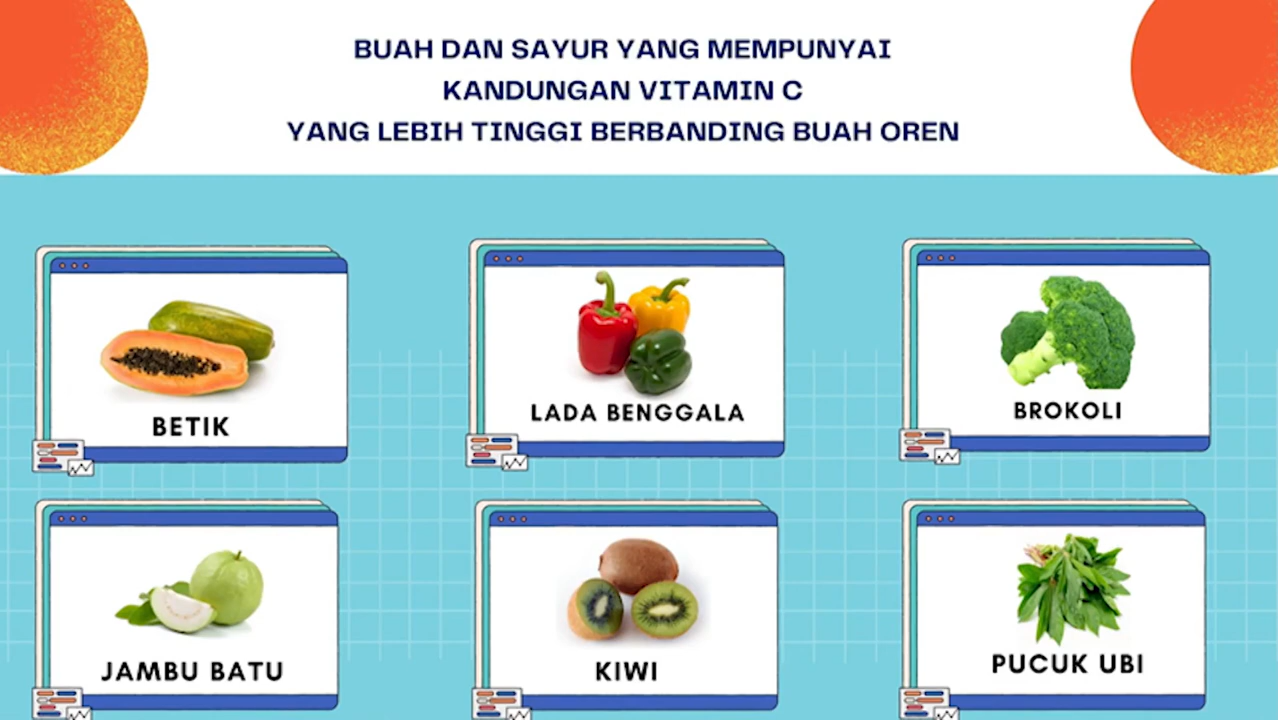 BUAH DAN SAYUR YANG MEMPUNYAI
KANDUNGAN VITAMIN C
YANG LEBIH TINGGI BERBANDING BUAH OREN
BETIK
LADA BENGGALA
BROKOLI
JAMBU BATU
KIWI
PUCUK UBI